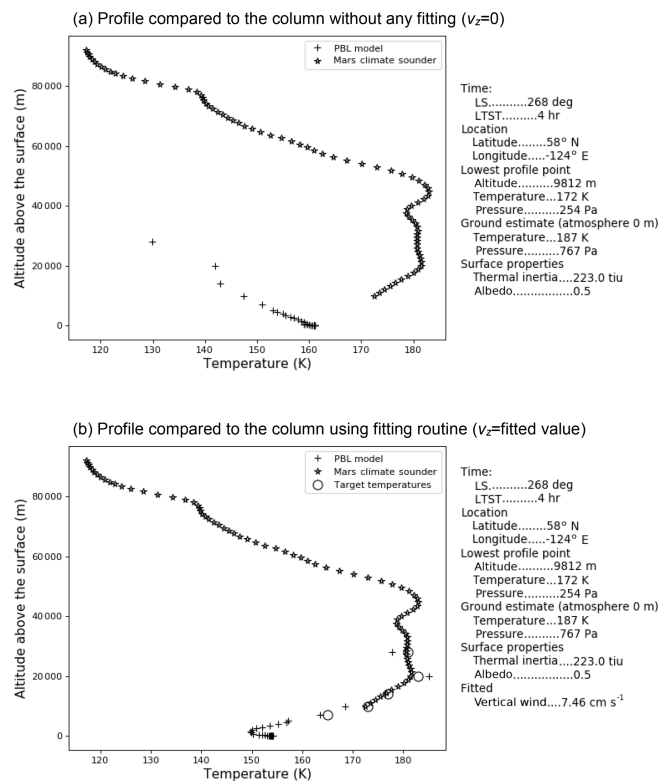 (a) Profile compared to the column without any fitting (vz=0)
PBL model
Mars climate sounder
80000
60000
40000
20000
0
Altitude above the surface (m)
120 130 140 150 160 170 180
Temperature (K)
Time:
LS..........268 deg
LTST..........4 hr
Location
Latitude........58° N
Longitude.....-124° E
Lowest profile point
Altitude..........9812 m
Temperature...172 K
Pressure..........254 Pa
Ground estimate (atmosphere 0 m)
Temperature...187 K
Pressure..........767 Pa
Surface properties
Thermal inertia....223.0 tiu
Albedo.................0.5
(b) Profile compared to the column using fitting routine (vz=fitted value)
PBL model
Mars climate sounder
Target temperatures
80000
60000
40000
20000
0
Altitude above the surface (m)
120 130 140 150 160 170 180
Temperature (K)
Time:
LS..........268 deg
LTST..........4 hr
Location
Latitude........58° N
Longitude.....-124° E
Lowest profile point
Altitude..........9812 m
Temperature...172 K
Pressure..........254 Pa
Ground estimate (atmosphere 0 m)
Temperature...187 K
Pressure..........767 Pa
Surface properties
Thermal inertia....223.0 tiu
Albedo.................0.5
Fitted
Vertical wind....7.46 cm s⁻¹